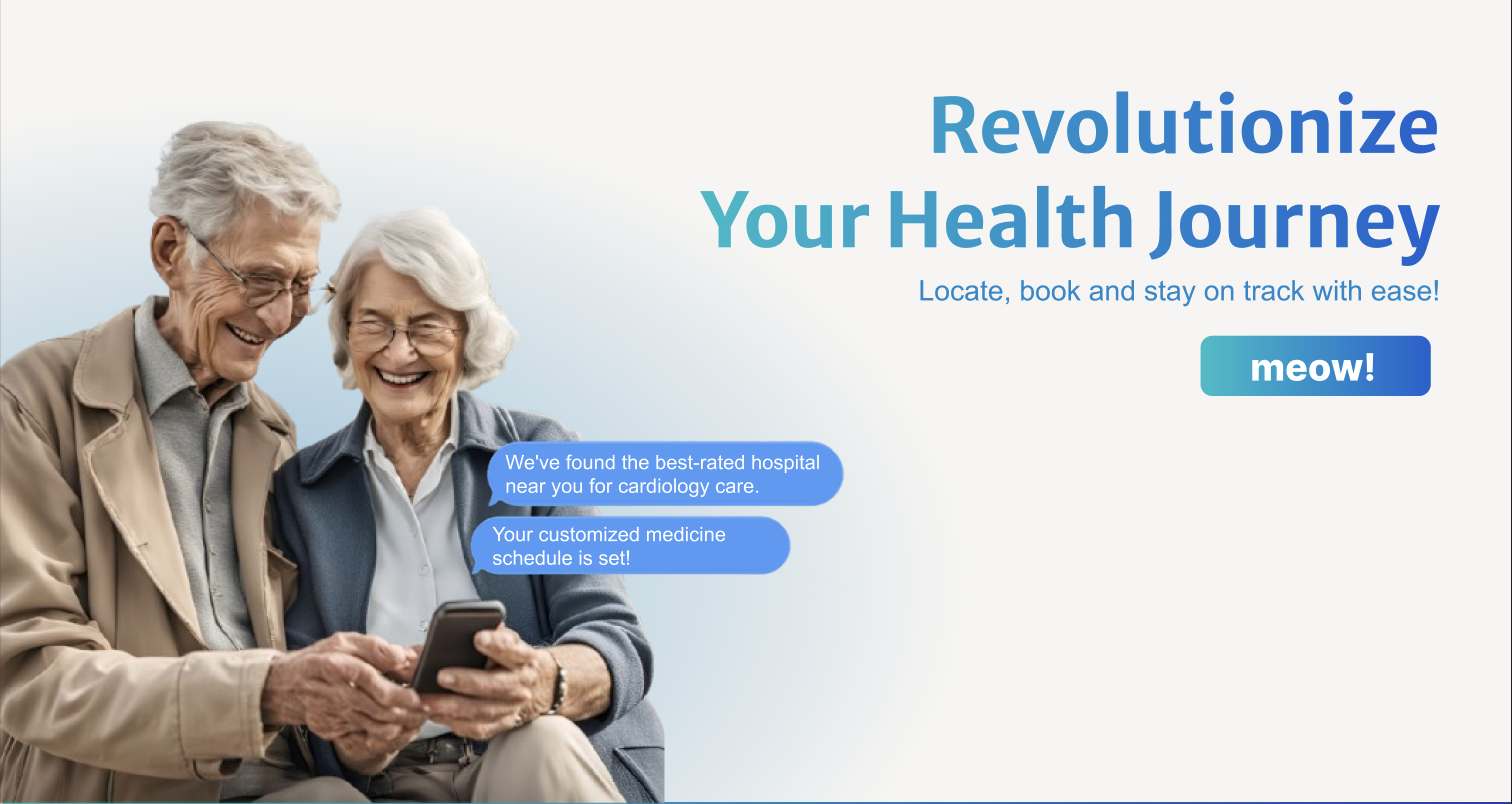 Revolutionize
Your Health Journey
Locate, book and stay on track with ease!
meow!
We've found the best-rated hospital
near you for cardiology care.
Your customized medicine
schedule is set!